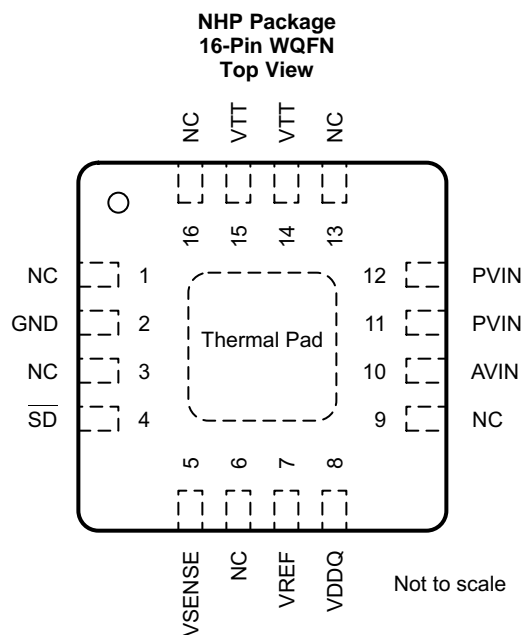 NHP Package
16-Pin WQFN
Top View
NC VTT VTT NC
16 15 14 13
NC 1 12 PVIN
GND 2 11 PVIN
Thermal Pad
NC 3 10 AVIN
S̅D̅ 4 9 NC
5 6 7 8
VSENSE NC VREF VDDQ
Not to scale